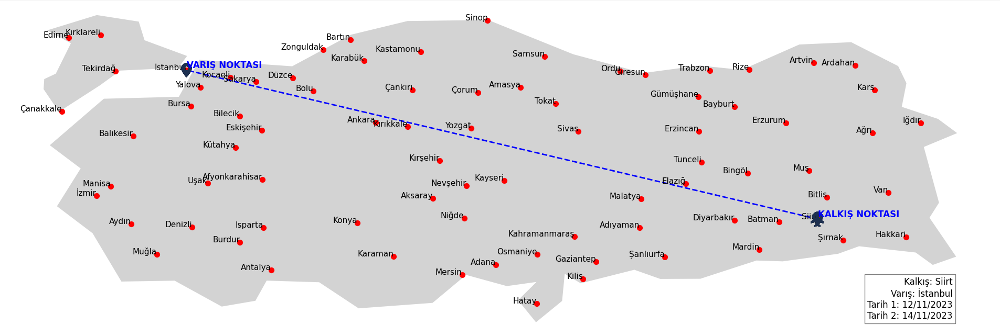 Sinop
Edirne
Kırklareli
Bartın
Zonguldak
Kastamonu
Karabük
Samsun
Artvin
Ardahan
Tekirdağ
İstanbul
VARIŞ NOKTASI
Ordu
Giresun
Trabzon
Rize
Kocaeli
Sakarya
Düzce
Yalova
Bolu
Çankırı
Çorum
Amasya
Kars
Gümüşhane
Tokat
Bayburt
Bursa
Çanakkale
Bilecik
Ankara
Kırıkkale
Yozgat
Eskişehir
Sivas
Erzincan
Erzurum
Iğdır
Ağrı
Balıkesir
Kütahya
Kırşehir
Tunceli
Bingöl
Muş
Afyonkarahisar
Uşak
Manisa
İzmir
Nevşehir
Kayseri
Elazığ
Aksaray
Malatya
Bitlis
Van
Niğde
Aydın
Denizli
Isparta
Konya
Adıyaman
Diyarbakır
Batman
Siirt
KALKIŞ NOKTASI
Burdur
Kahramanmaraş
Şırnak
Hakkari
Muğla
Karaman
Osmaniye
Gaziantep
Şanlıurfa
Mardin
Antalya
Adana
Mersin
Kilis
Hatay
Kalkış: Siirt
Varış: İstanbul
Tarih 1: 12/11/2023
Tarih 2: 14/11/2023